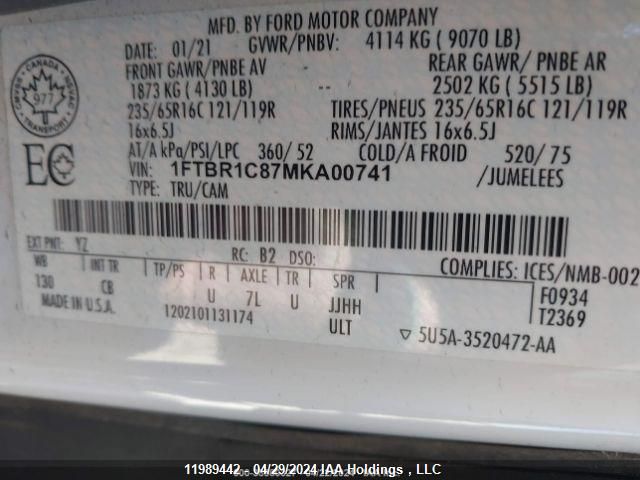 MFD. BY FORD MOTOR COMPANY
DATE: 01/21 GVWR/PNBV: 4114 KG ( 9070 LB)
FRONT GAWR/PNBE AV REAR GAWR/ PNBE AR
1873 KG ( 4130 LB) 2502 KG ( 5515 LB)
235/65R16C 121/119R TIRES/PNEUS 235/65R16C 121/119R
16x6.5J RIMS/JANTES 16x6.5J
AT/A kPa/PSI/LPC 360/ 52 COLD/A FROID 520/ 75
VIN: 1FTBR1C87MKA00741 /JUMELEES
TYPE: TRU/CAM
CANADA
977
TRANSPORT
EC
EXT PNT: YZ RC: B2 DSO: COMPLIES: ICES/NMB-002
WB INT TR TP/PS R AXLE TR SPR F0934
130 CB U 7L U JJHH T2369
MADE IN U.S.A. 1202101131174 ULT ▽ 5U5A-3520472-AA
11989442 - 04/29/2024 IAA Holdings , LLC